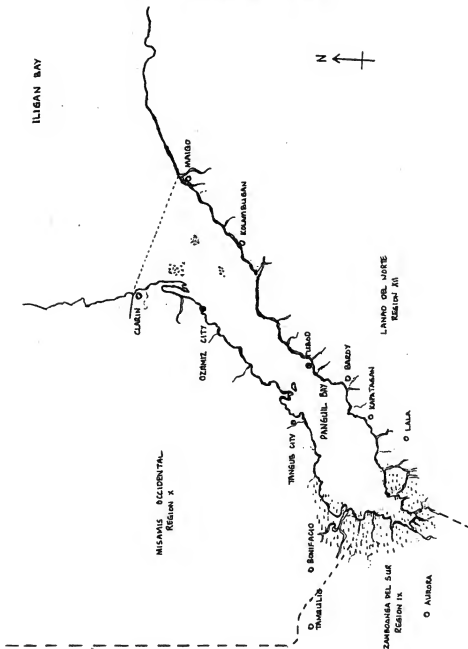 ILIGAN BAY
N
MAIGO
KOLAMBUGAN
CLARIN
OZAMIZ CITY
MISAMIS OCCIDENTAL
REGION X
TUBOD
LANAO DEL NORTE
REGION XII
BAROY
PANGUIL BAY
TANGUB CITY
KAPATAGAN
LALA
BONIFACIO
TAMBULIG
ZAMBOANGA DEL SUR
REGION IX
AURORA